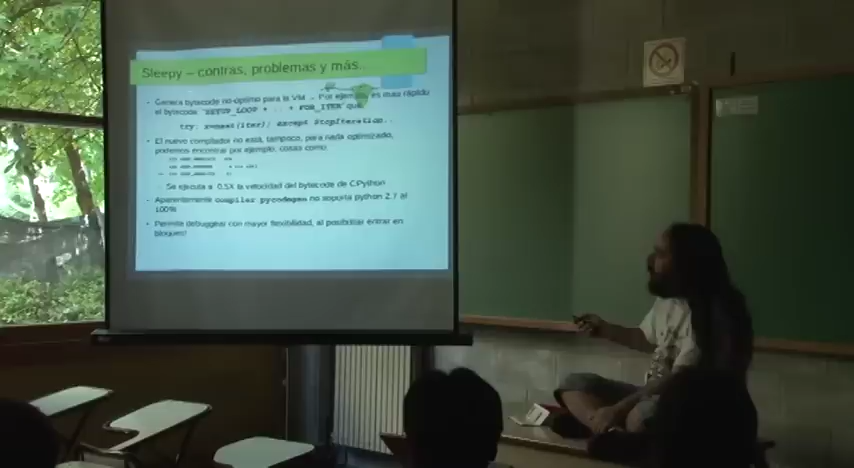 Sleepy – contras, problemas y más..
Genera bytecode no-optimo para la VM .. Por ejemplo, es mas rápido
el bytecode "SETUP_LOOP + .. + FOR_ITER" que
try: x=next(iter); except StopIteration..
El nuevo compilador no está, tampoco, para nada optimizado,
podemos encontrar por ejemplo, cosas como
Se ejecuta a 0.5X la velocidad del bytecode de CPython
Aparentemente compiler.pycodegen no soporta python 2.7 al
100%
Permite debuggear con mayor flexibilidad, al posibilitar entrar en
bloques!